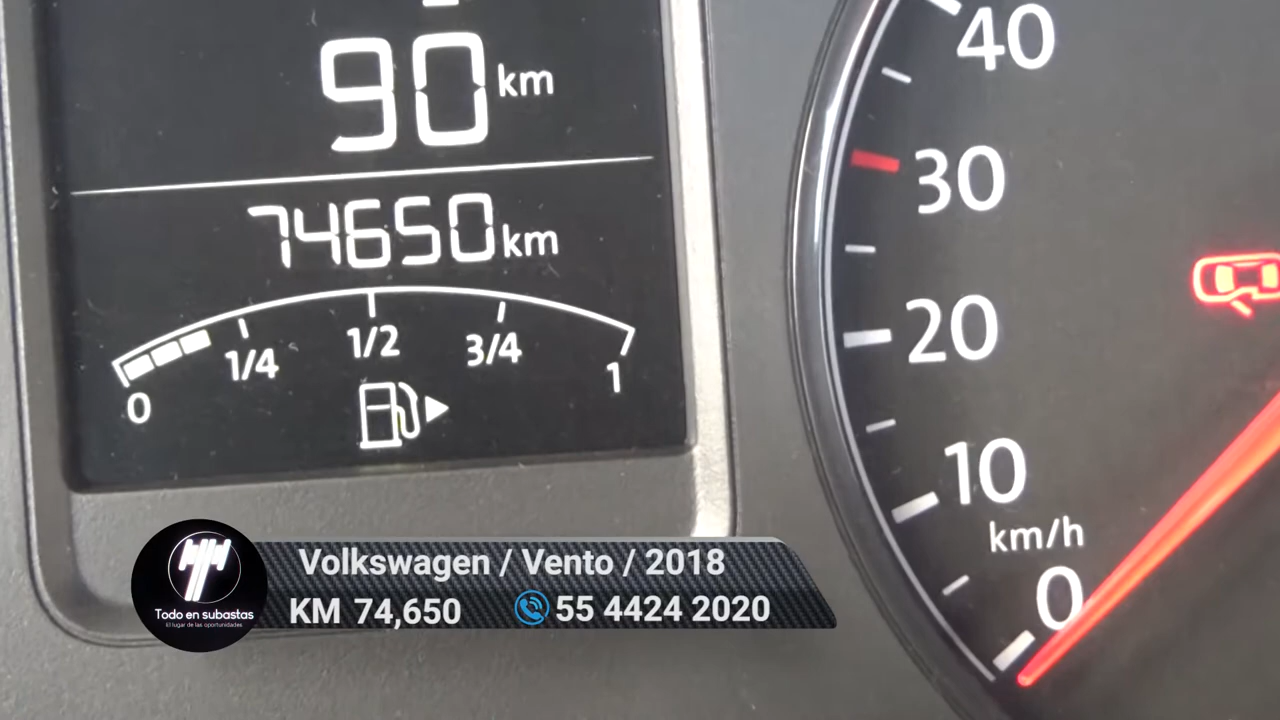 90 km
74650 km
0 1/4 1/2 3/4 1
40
30
20
10
km/h
0
Todo en subastas
El lugar de las oportunidades
Volkswagen / Vento / 2018
KM 74,650 55 4424 2020